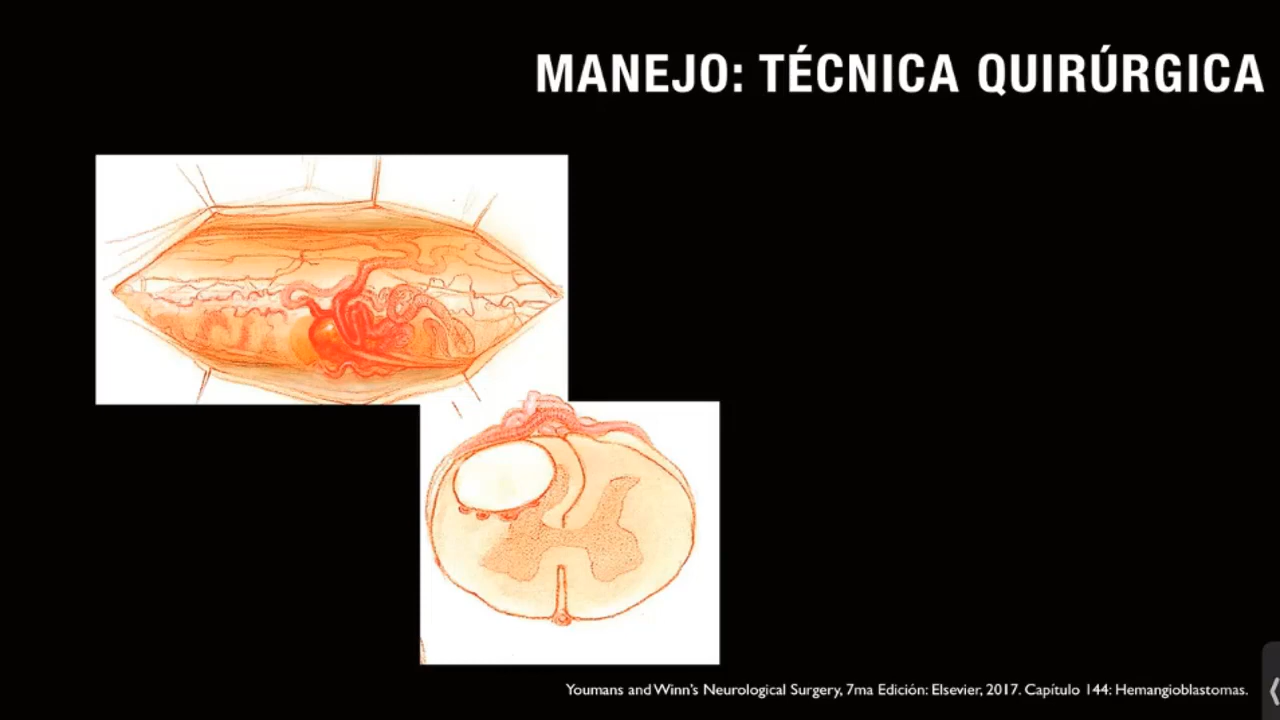 MANEJO: TÉCNICA QUIRÚRGICA
Youmans and Winn's Neurological Surgery, 7ma Edición: Elsevier, 2017. Capítulo 144: Hemangioblastomas.